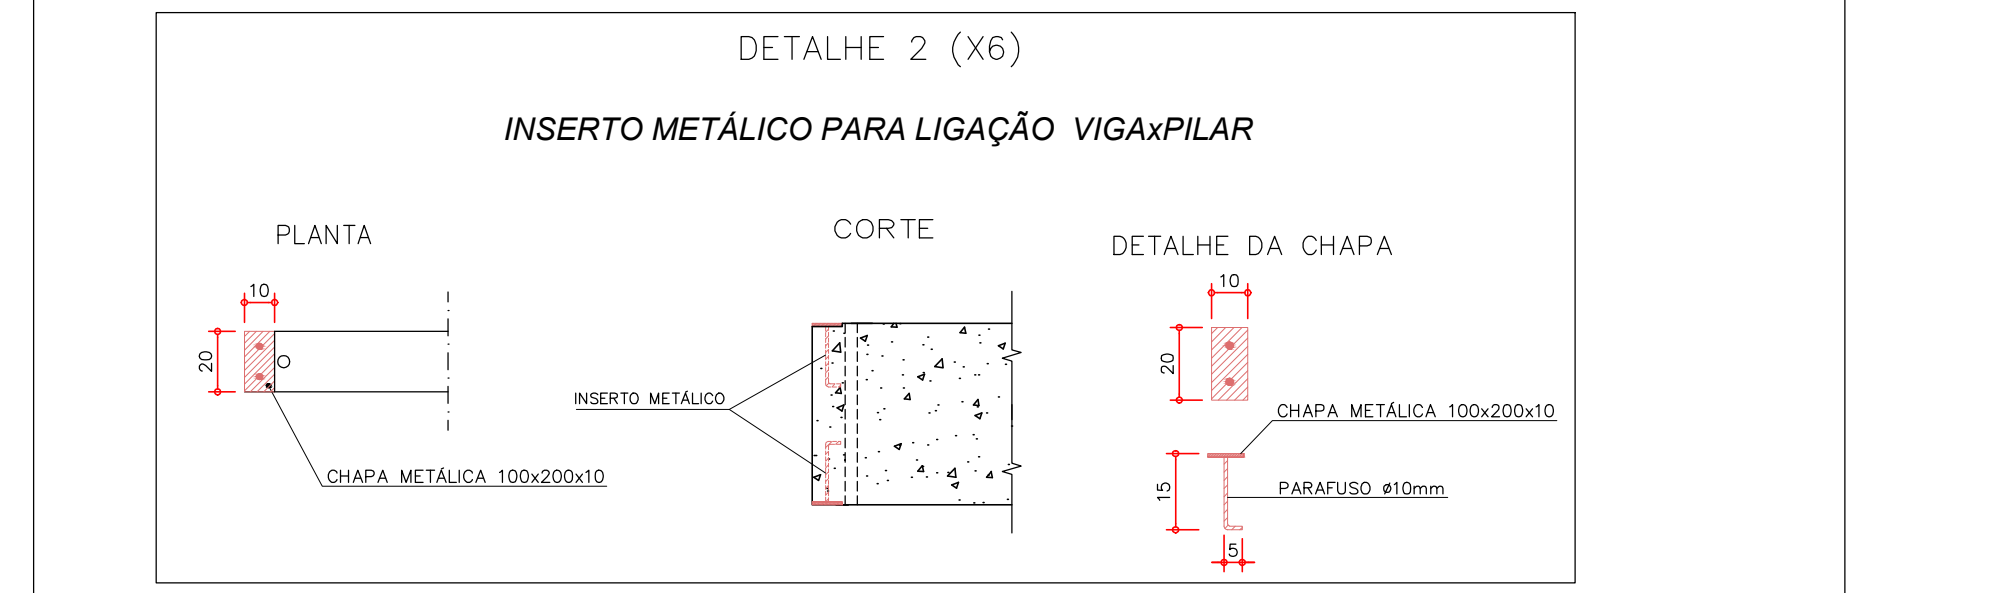 DETALHE 2 (X6)
INSERTO METÁLICO PARA LIGAÇÃO VIGAxPILAR
PLANTA
10
20
CHAPA METÁLICA 100x200x10
CORTE
INSERTO METÁLICO
DETALHE DA CHAPA
10
20
CHAPA METÁLICA 100x200x10
15
PARAFUSO ø10mm
5